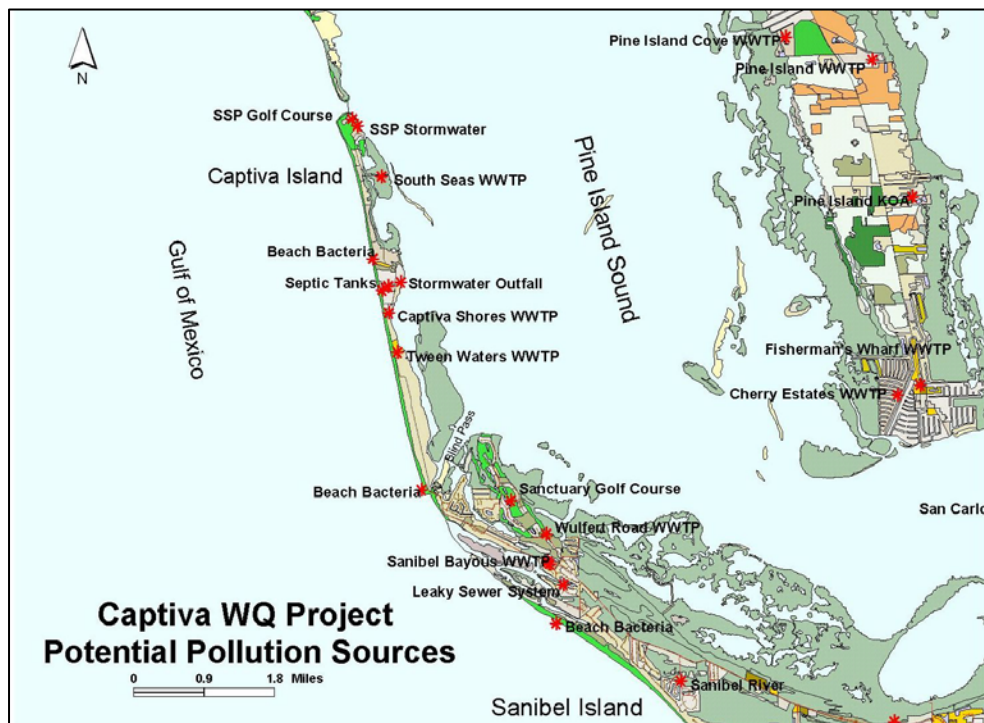 Pine Island Cove WWTP
Pine Island WWTP
N
SSP Golf Course
SSP Stormwater
Captiva Island
South Seas WWTP
Pine Island Sound
Pine Island KOA
Gulf of Mexico
Beach Bacteria
Septic Tanks
Stormwater Outfall
Captiva Shores WWTP
Tween Waters WWTP
Fisherman's Wharf WWTP
Cherry Estates WWTP
Blind Pass
Beach Bacteria
Sanctuary Golf Course
San Carlo
Wulfert Road WWTP
Sanibel Bayous WWTP
Leaky Sewer System
Captiva WQ Project
Potential Pollution Sources
Beach Bacteria
0 0.9 1.8 Miles
Sanibel River
Sanibel Island